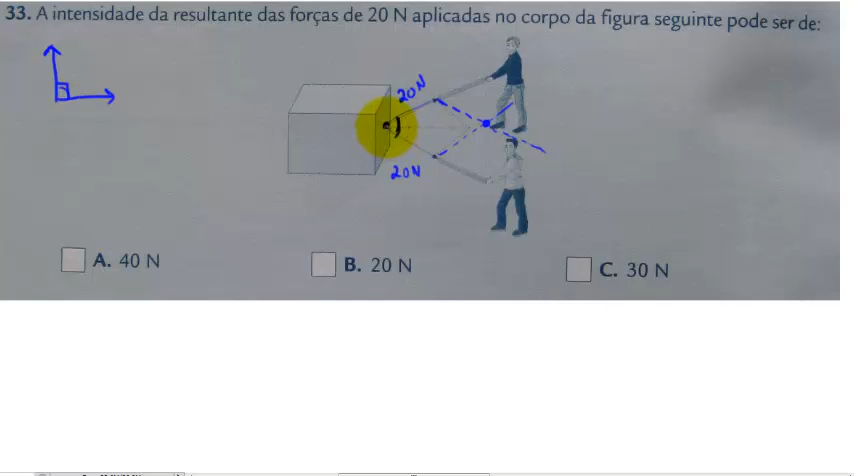 33. A intensidade da resultante das forças de 20 N aplicadas no corpo da figura seguinte pode ser de:
20N
20N
A. 40 N
B. 20 N
C. 30 N